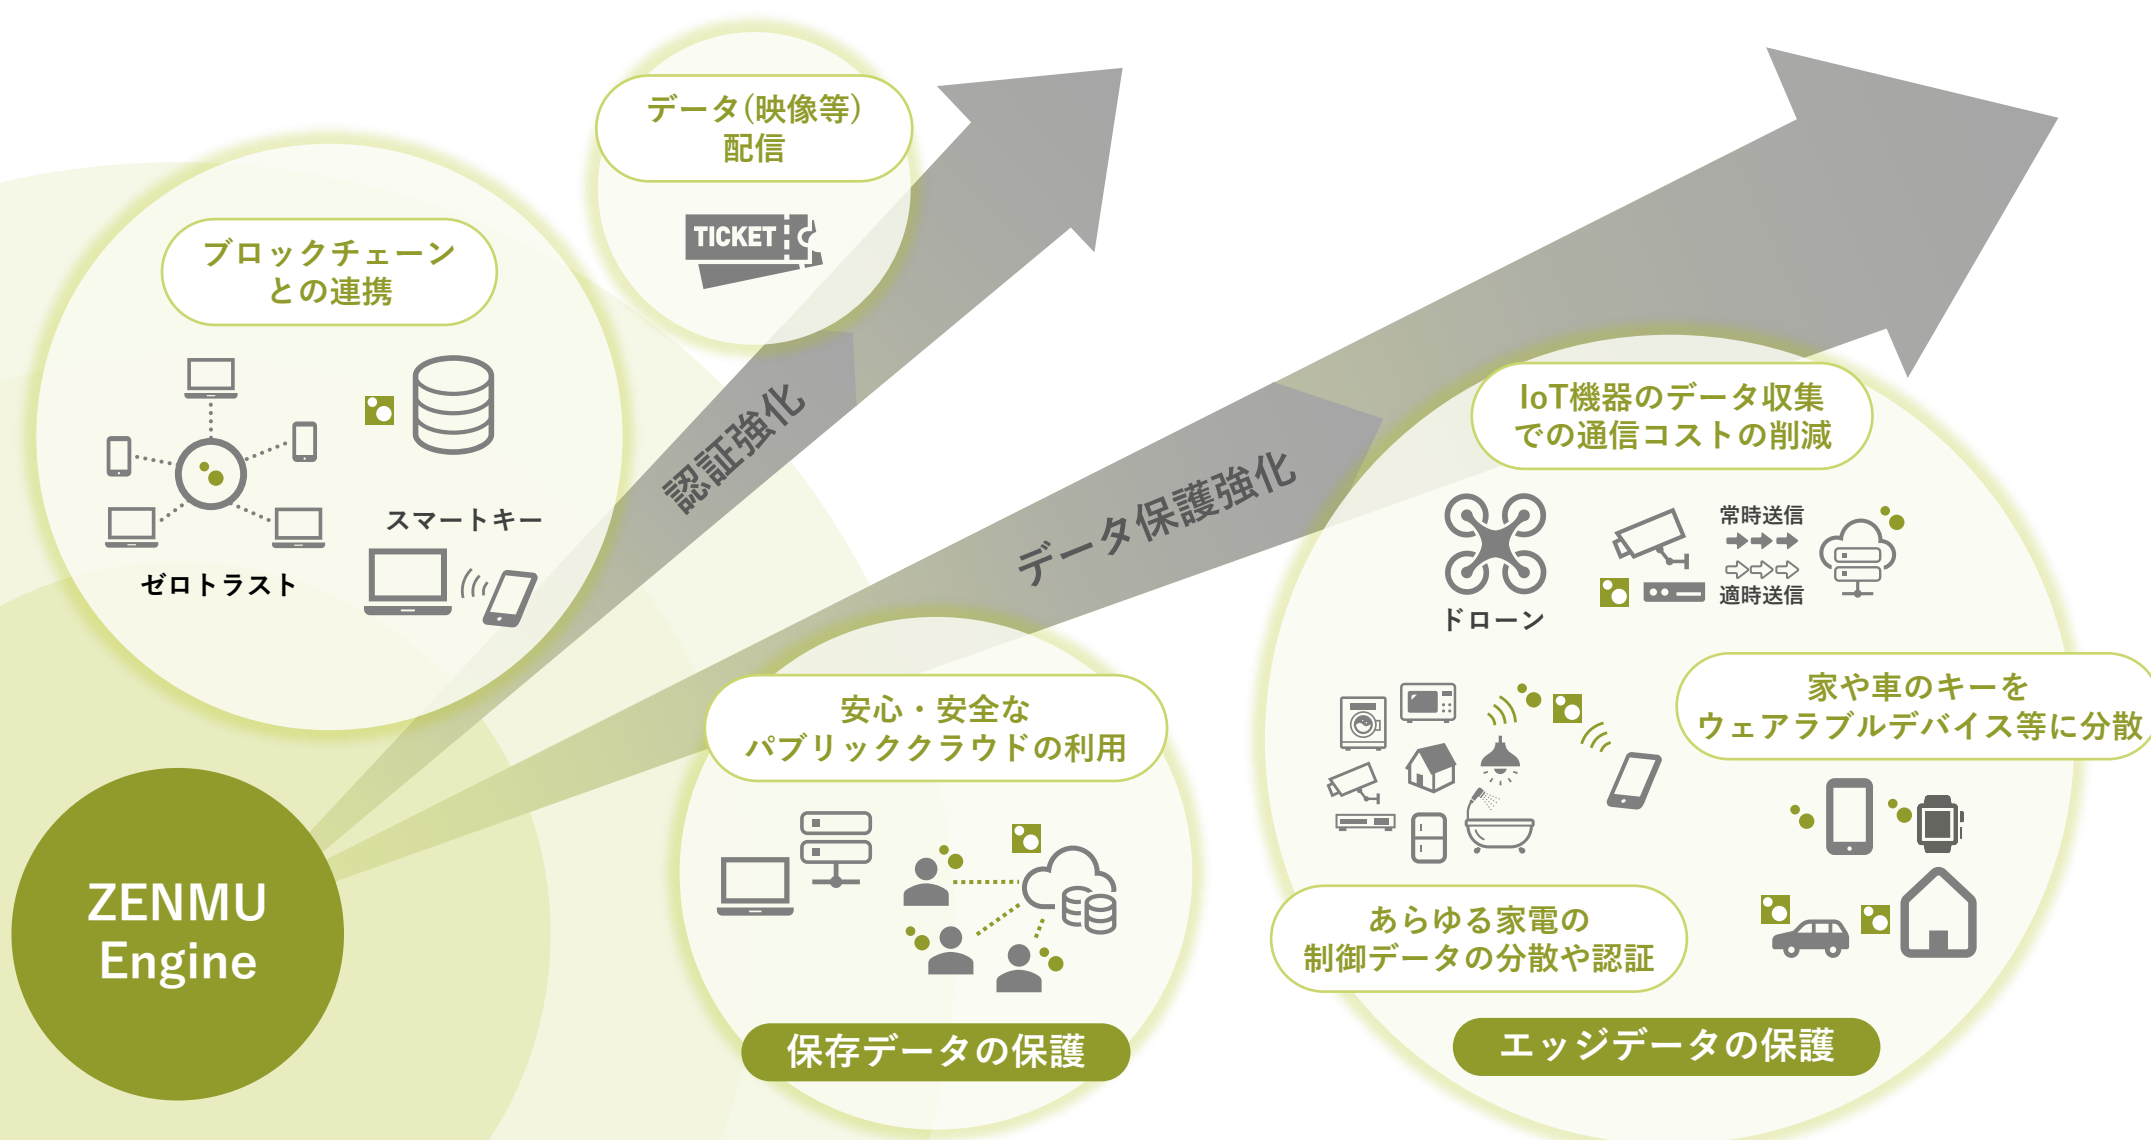 データ(映像等)
配信
TICKET
ブロックチェーン
との連携
スマートキー
ゼロトラスト
認証強化
データ保護強化
IoT機器のデータ収集
での通信コストの削減
常時送信
適時送信
ドローン
家や車のキーを
ウェアラブルデバイス等に分散
安心・安全な
パブリッククラウドの利用
あらゆる家電の
制御データの分散や認証
ZENMU
Engine
保存データの保護
エッジデータの保護